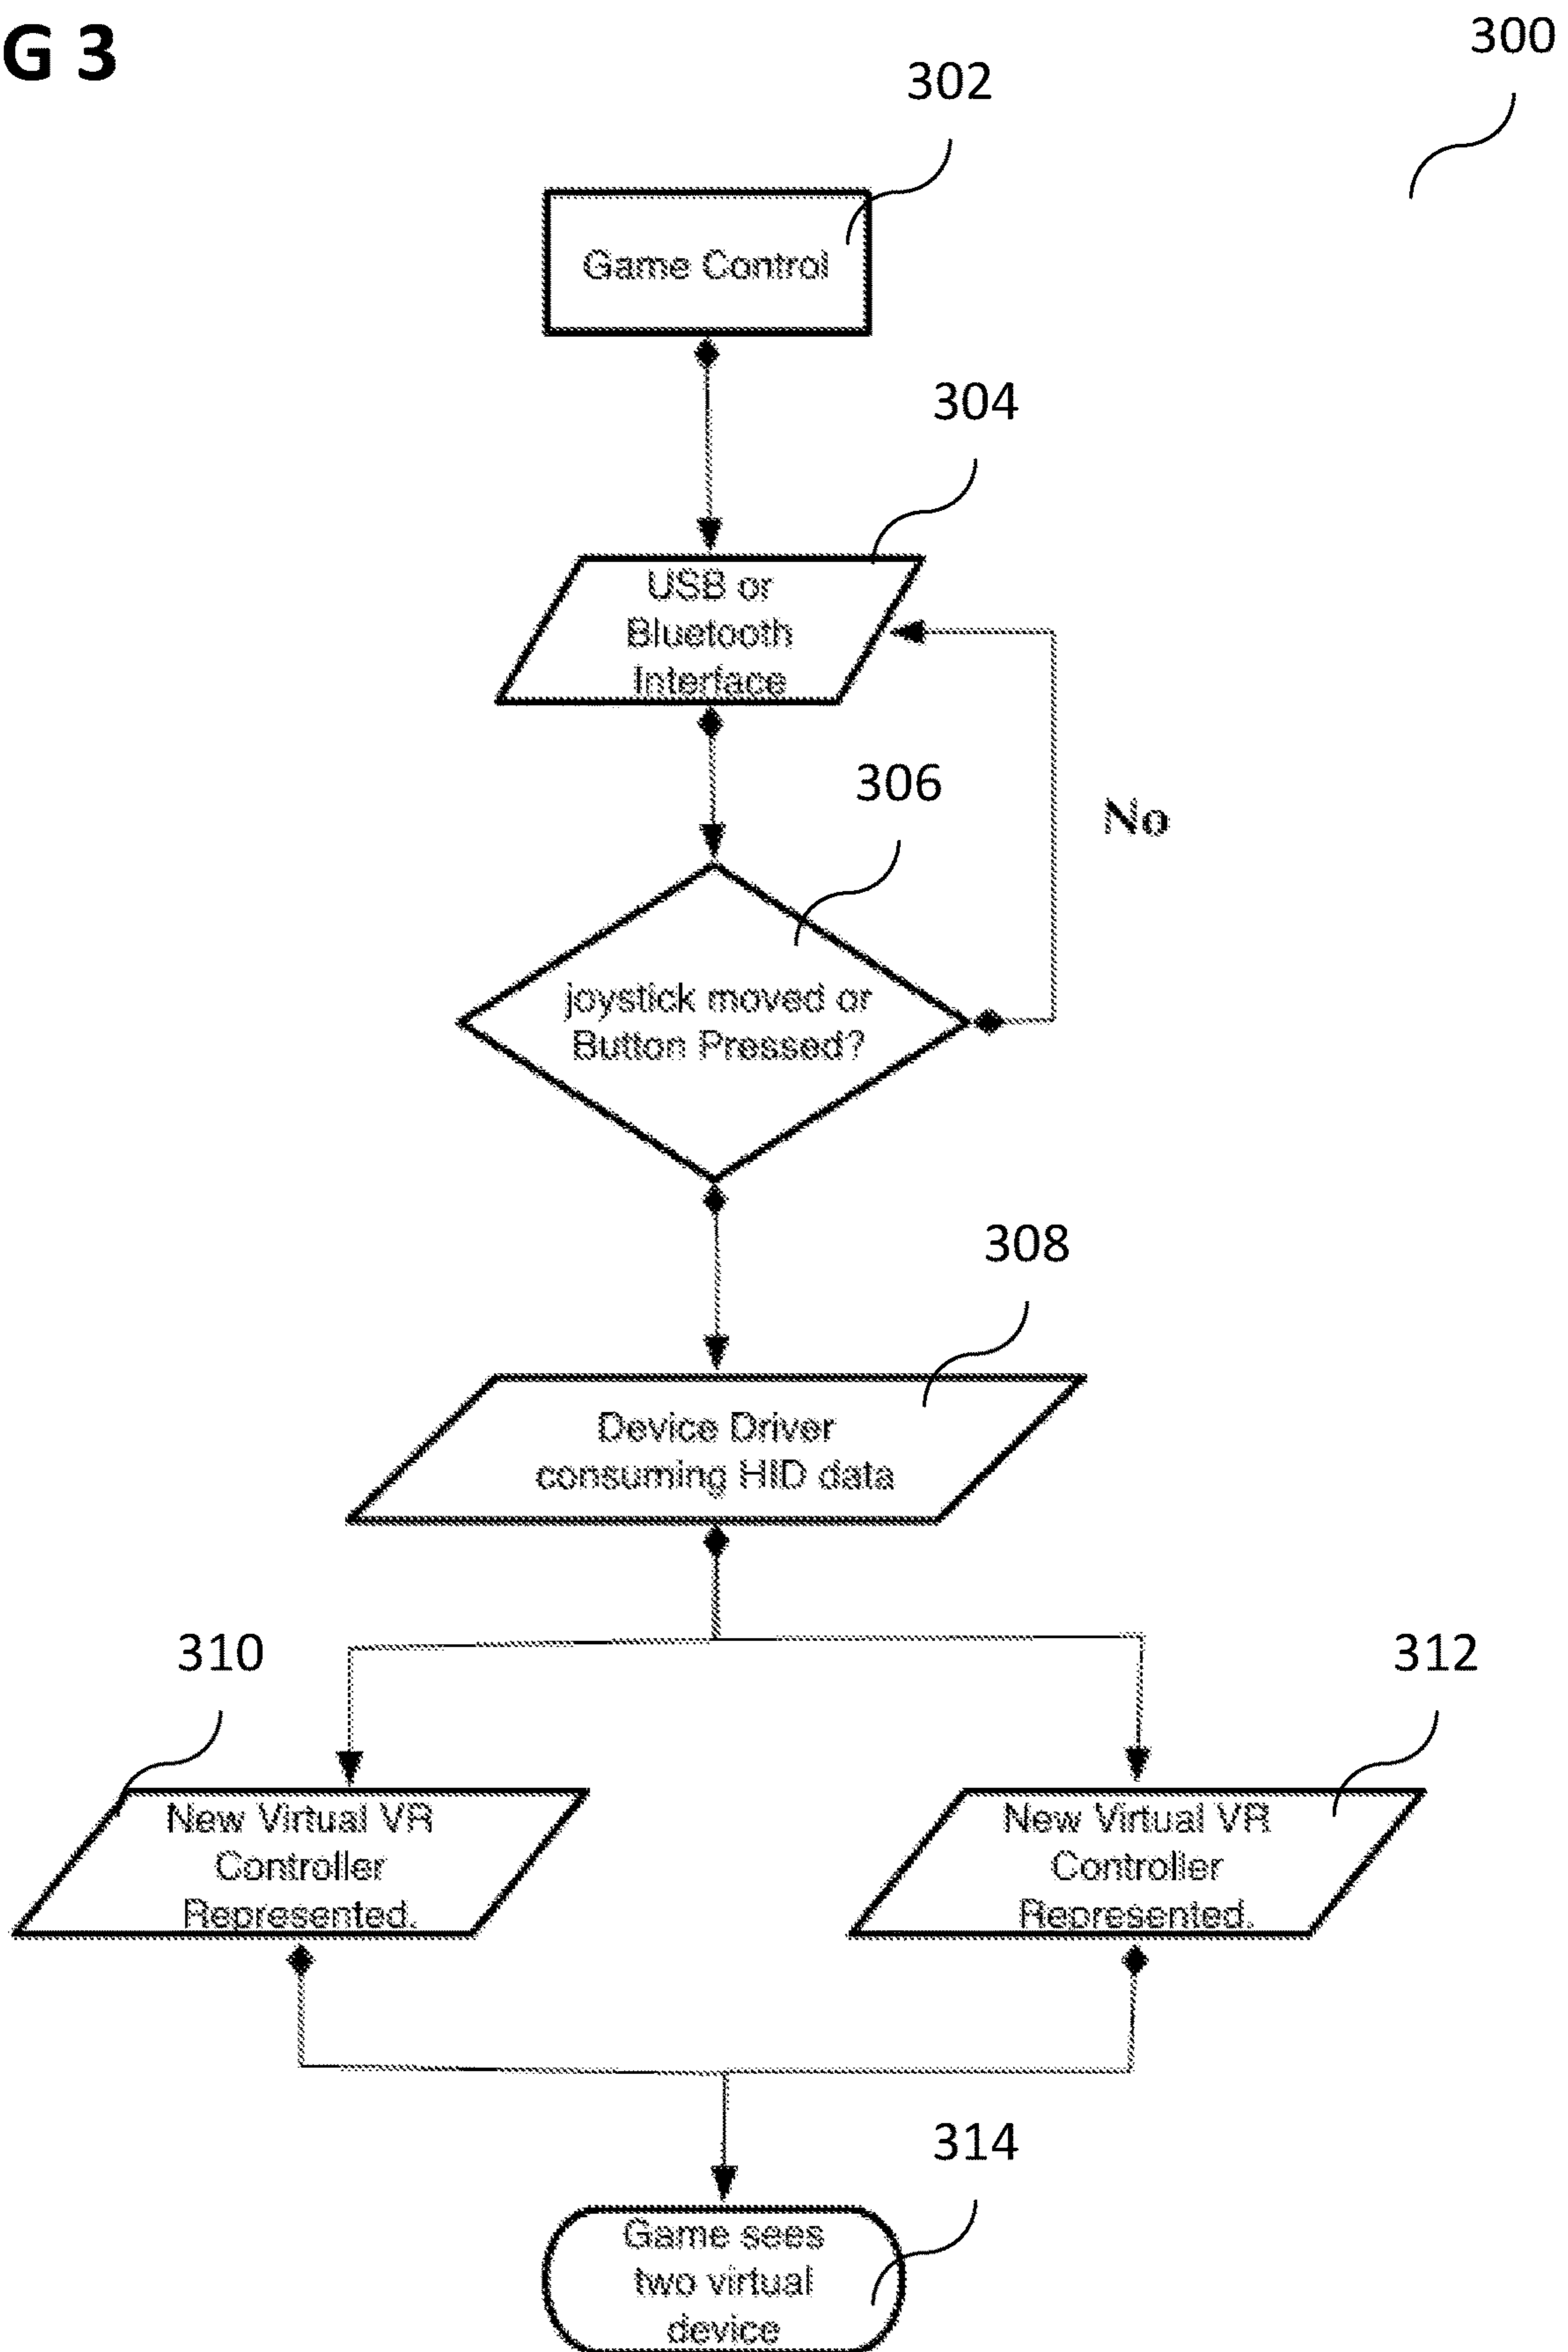 G 3
300
302
Game Control
304
USB or
Bluetooth
Interface
306
No
joystick moved or
Button Pressed?
308
Device Driver
consuming HID data
310
312
New Virtual VR
Controller
Represented.
New Virtual VR
Controller
Represented.
314
Game sees
two virtual
device